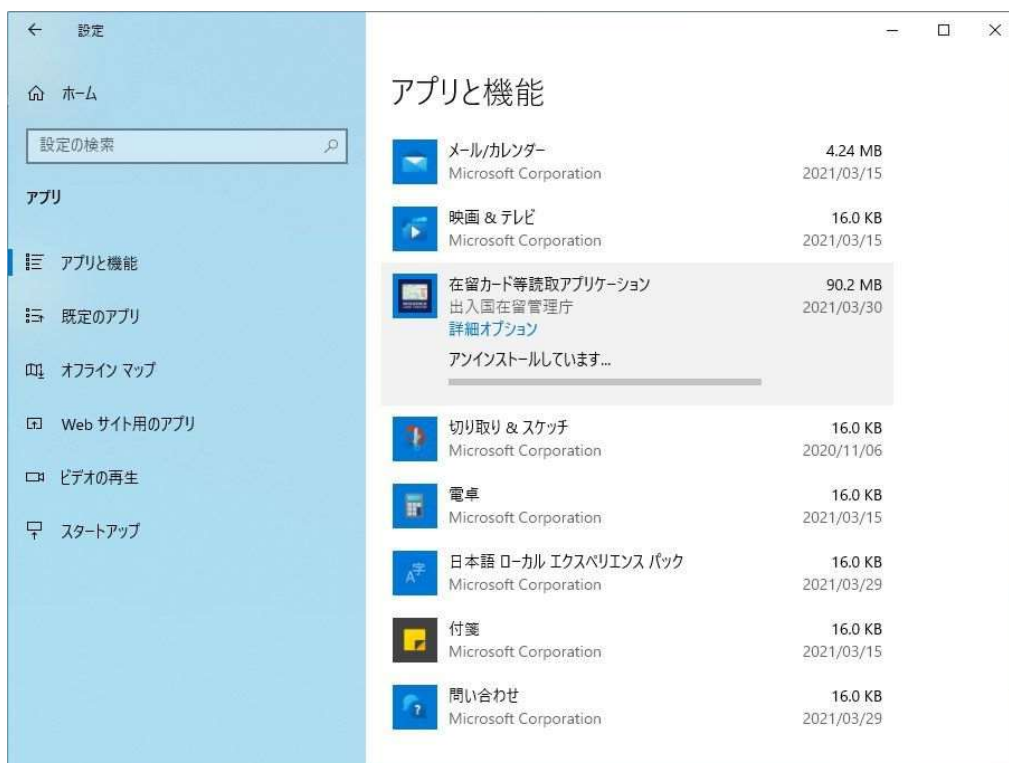 設定
ホーム
設定の検索
アプリ
アプリと機能
既定のアプリ
オフライン マップ
Web サイト用のアプリ
ビデオの再生
スタートアップ
アプリと機能
メール/カレンダー 4.24 MB
Microsoft Corporation 2021/03/15
映画 & テレビ 16.0 KB
Microsoft Corporation 2021/03/15
在留カード等読取アプリケーション 90.2 MB
出入国在留管理庁 2021/03/30
詳細オプション
アンインストールしています...
切り取り & スケッチ 16.0 KB
Microsoft Corporation 2020/11/06
電卓 16.0 KB
Microsoft Corporation 2021/03/15
日本語 ローカル エクスペリエンス パック 16.0 KB
Microsoft Corporation 2021/03/29
付箋 16.0 KB
Microsoft Corporation 2021/03/15
問い合わせ 16.0 KB
Microsoft Corporation 2021/03/29